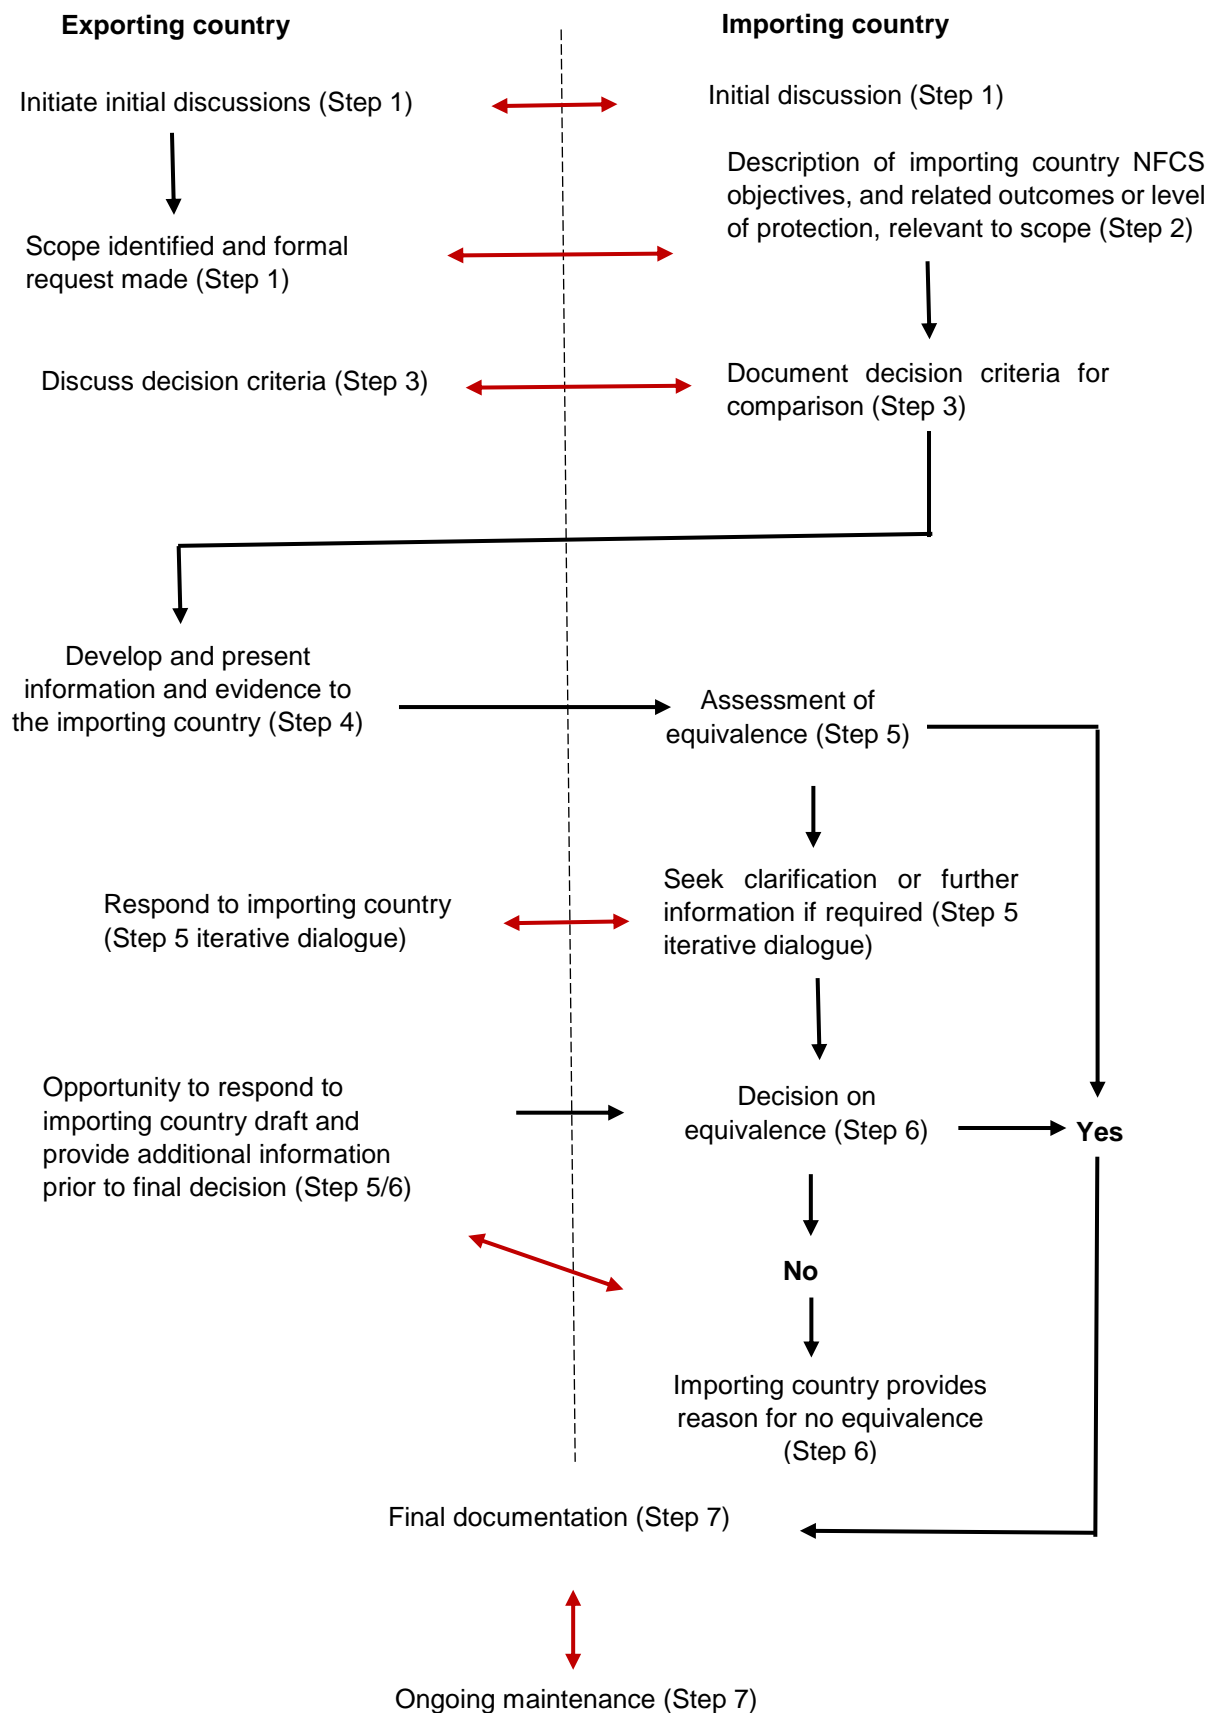 Exporting country
Importing country
Initiate initial discussions (Step 1)
Initial discussion (Step 1)
Description of importing country NFCS
objectives, and related outcomes or level
of protection, relevant to scope (Step 2)
Scope identified and formal
request made (Step 1)
Discuss decision criteria (Step 3)
Document decision criteria for
comparison (Step 3)
Develop and present
information and evidence to
the importing country (Step 4)
Assessment of
equivalence (Step 5)
Respond to importing country
(Step 5 iterative dialogue)
Seek clarification or further
information if required (Step 5
iterative dialogue)
Opportunity to respond to
importing country draft and
provide additional information
prior to final decision (Step 5/6)
Decision on
equivalence (Step 6)
Yes
No
Importing country provides
reason for no equivalence
(Step 6)
Final documentation (Step 7)
Ongoing maintenance (Step 7)